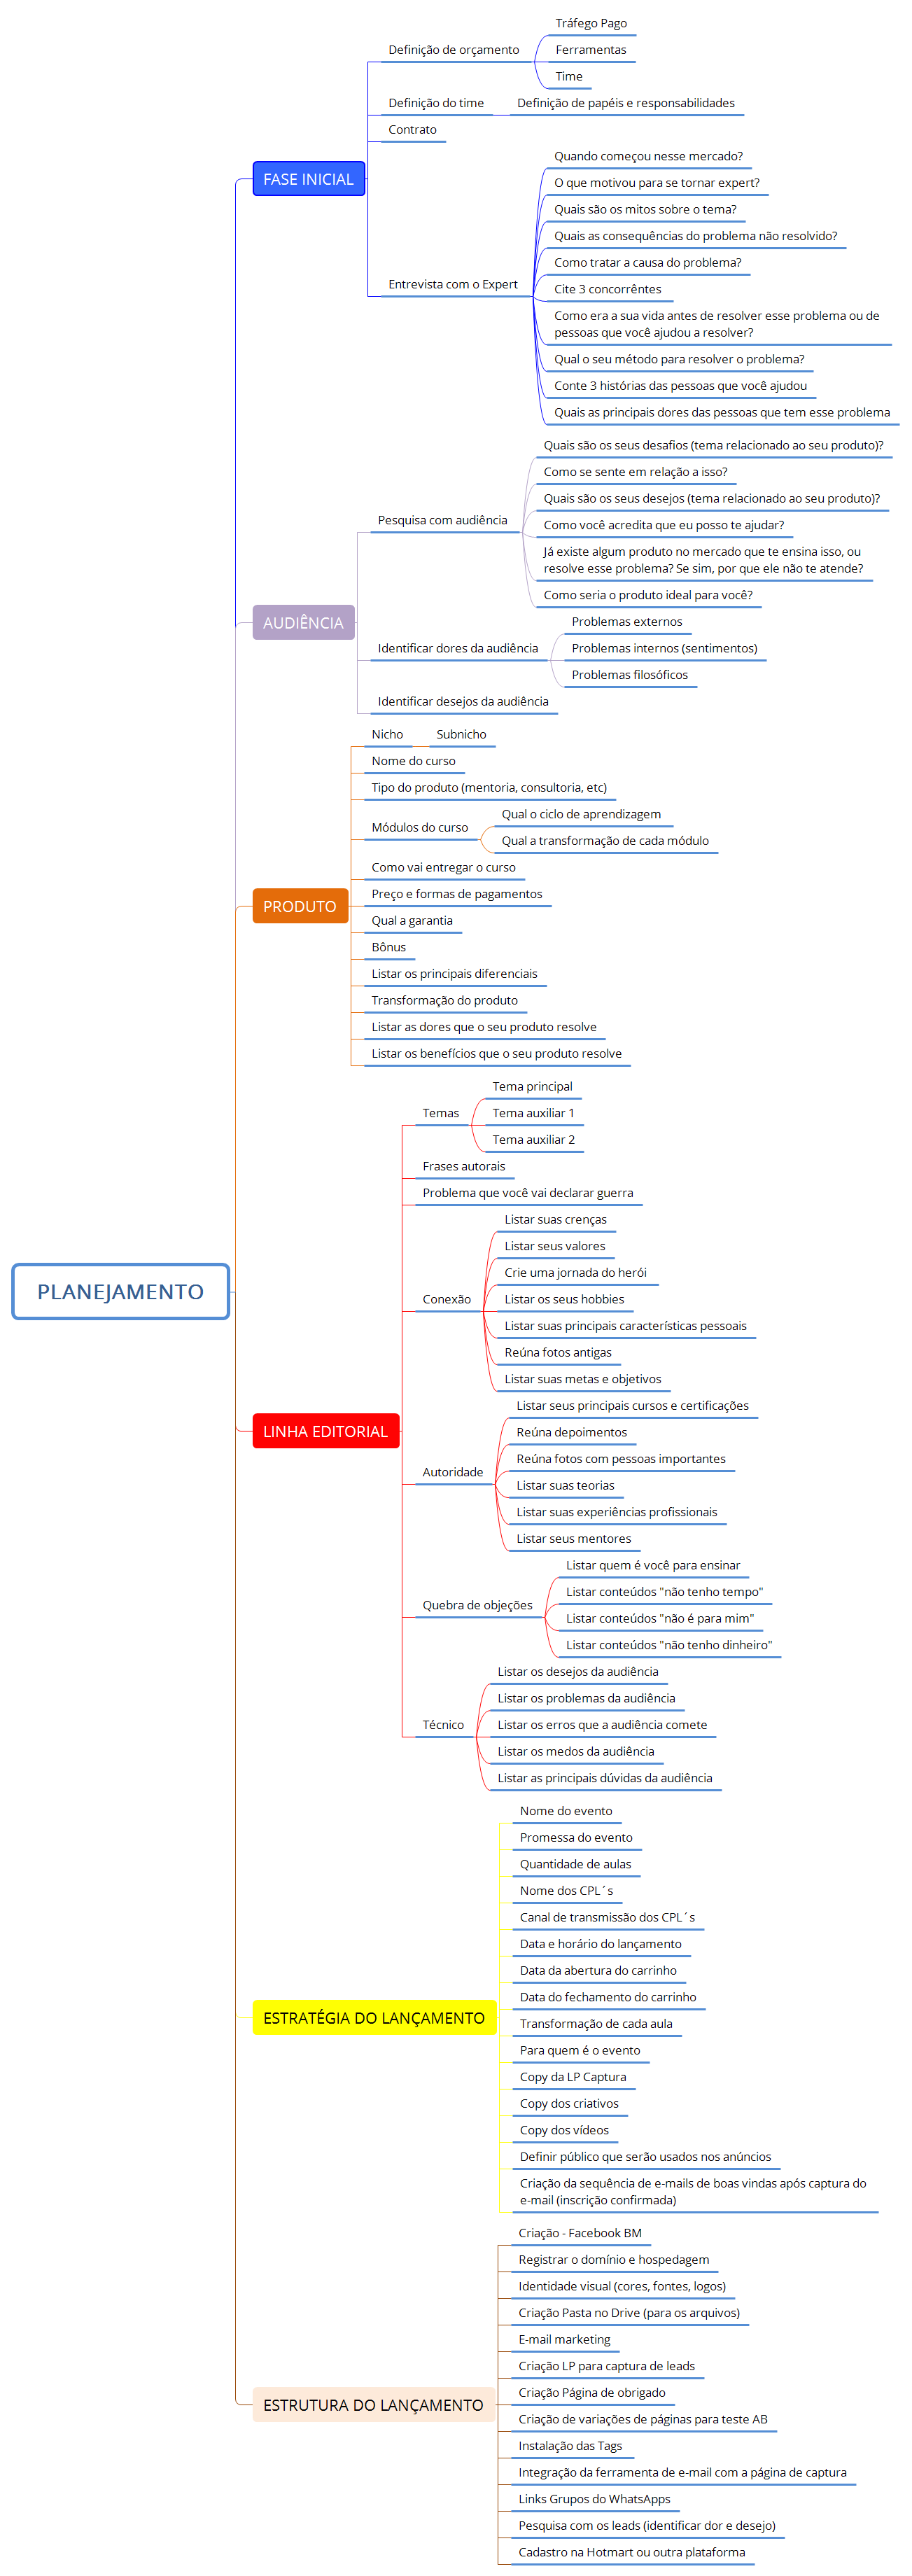 PLANEJAMENTO
FASE INICIAL
Definição de orçamento
Tráfego Pago
Ferramentas
Time
Definição do time
Definição de papéis e responsabilidades
Contrato
Entrevista com o Expert
Quando começou nesse mercado?
O que motivou para se tornar expert?
Quais são os mitos sobre o tema?
Quais as consequências do problema não resolvido?
Como tratar a causa do problema?
Cite 3 concorrêntes
Como era a sua vida antes de resolver esse problema ou de
pessoas que você ajudou a resolver?
Qual o seu método para resolver o problema?
Conte 3 histórias das pessoas que você ajudou
Quais as principais dores das pessoas que tem esse problema
AUDIÊNCIA
Pesquisa com audiência
Quais são os seus desafios (tema relacionado ao seu produto)?
Como se sente em relação a isso?
Quais são os seus desejos (tema relacionado ao seu produto)?
Como você acredita que eu posso te ajudar?
Já existe algum produto no mercado que te ensina isso, ou
resolve esse problema? Se sim, por que ele não te atende?
Como seria o produto ideal para você?
Identificar dores da audiência
Problemas externos
Problemas internos (sentimentos)
Problemas filosóficos
Identificar desejos da audiência
PRODUTO
Nicho
Subnicho
Nome do curso
Tipo do produto (mentoria, consultoria, etc)
Módulos do curso
Qual o ciclo de aprendizagem
Qual a transformação de cada módulo
Como vai entregar o curso
Preço e formas de pagamentos
Qual a garantia
Bônus
Listar os principais diferenciais
Transformação do produto
Listar as dores que o seu produto resolve
Listar os benefícios que o seu produto resolve
LINHA EDITORIAL
Temas
Tema principal
Tema auxiliar 1
Tema auxiliar 2
Frases autorais
Problema que você vai declarar guerra
Conexão
Listar suas crenças
Listar seus valores
Crie uma jornada do herói
Listar os seus hobbies
Listar suas principais características pessoais
Reúna fotos antigas
Listar suas metas e objetivos
Autoridade
Listar seus principais cursos e certificações
Reúna depoimentos
Reúna fotos com pessoas importantes
Listar suas teorias
Listar suas experiências profissionais
Listar seus mentores
Quebra de objeções
Listar quem é você para ensinar
Listar conteúdos "não tenho tempo"
Listar conteúdos "não é para mim"
Listar conteúdos "não tenho dinheiro"
Técnico
Listar os desejos da audiência
Listar os problemas da audiência
Listar os erros que a audiência comete
Listar os medos da audiência
Listar as principais dúvidas da audiência
ESTRATÉGIA DO LANÇAMENTO
Nome do evento
Promessa do evento
Quantidade de aulas
Nome dos CPL´s
Canal de transmissão dos CPL´s
Data e horário do lançamento
Data da abertura do carrinho
Data do fechamento do carrinho
Transformação de cada aula
Para quem é o evento
Copy da LP Captura
Copy dos criativos
Copy dos vídeos
Definir público que serão usados nos anúncios
Criação da sequência de e-mails de boas vindas após captura do
e-mail (inscrição confirmada)
ESTRUTURA DO LANÇAMENTO
Criação - Facebook BM
Registrar o domínio e hospedagem
Identidade visual (cores, fontes, logos)
Criação Pasta no Drive (para os arquivos)
E-mail marketing
Criação LP para captura de leads
Criação Página de obrigado
Criação de variações de páginas para teste AB
Instalação das Tags
Integração da ferramenta de e-mail com a página de captura
Links Grupos do WhatsApps
Pesquisa com os leads (identificar dor e desejo)
Cadastro na Hotmart ou outra plataforma